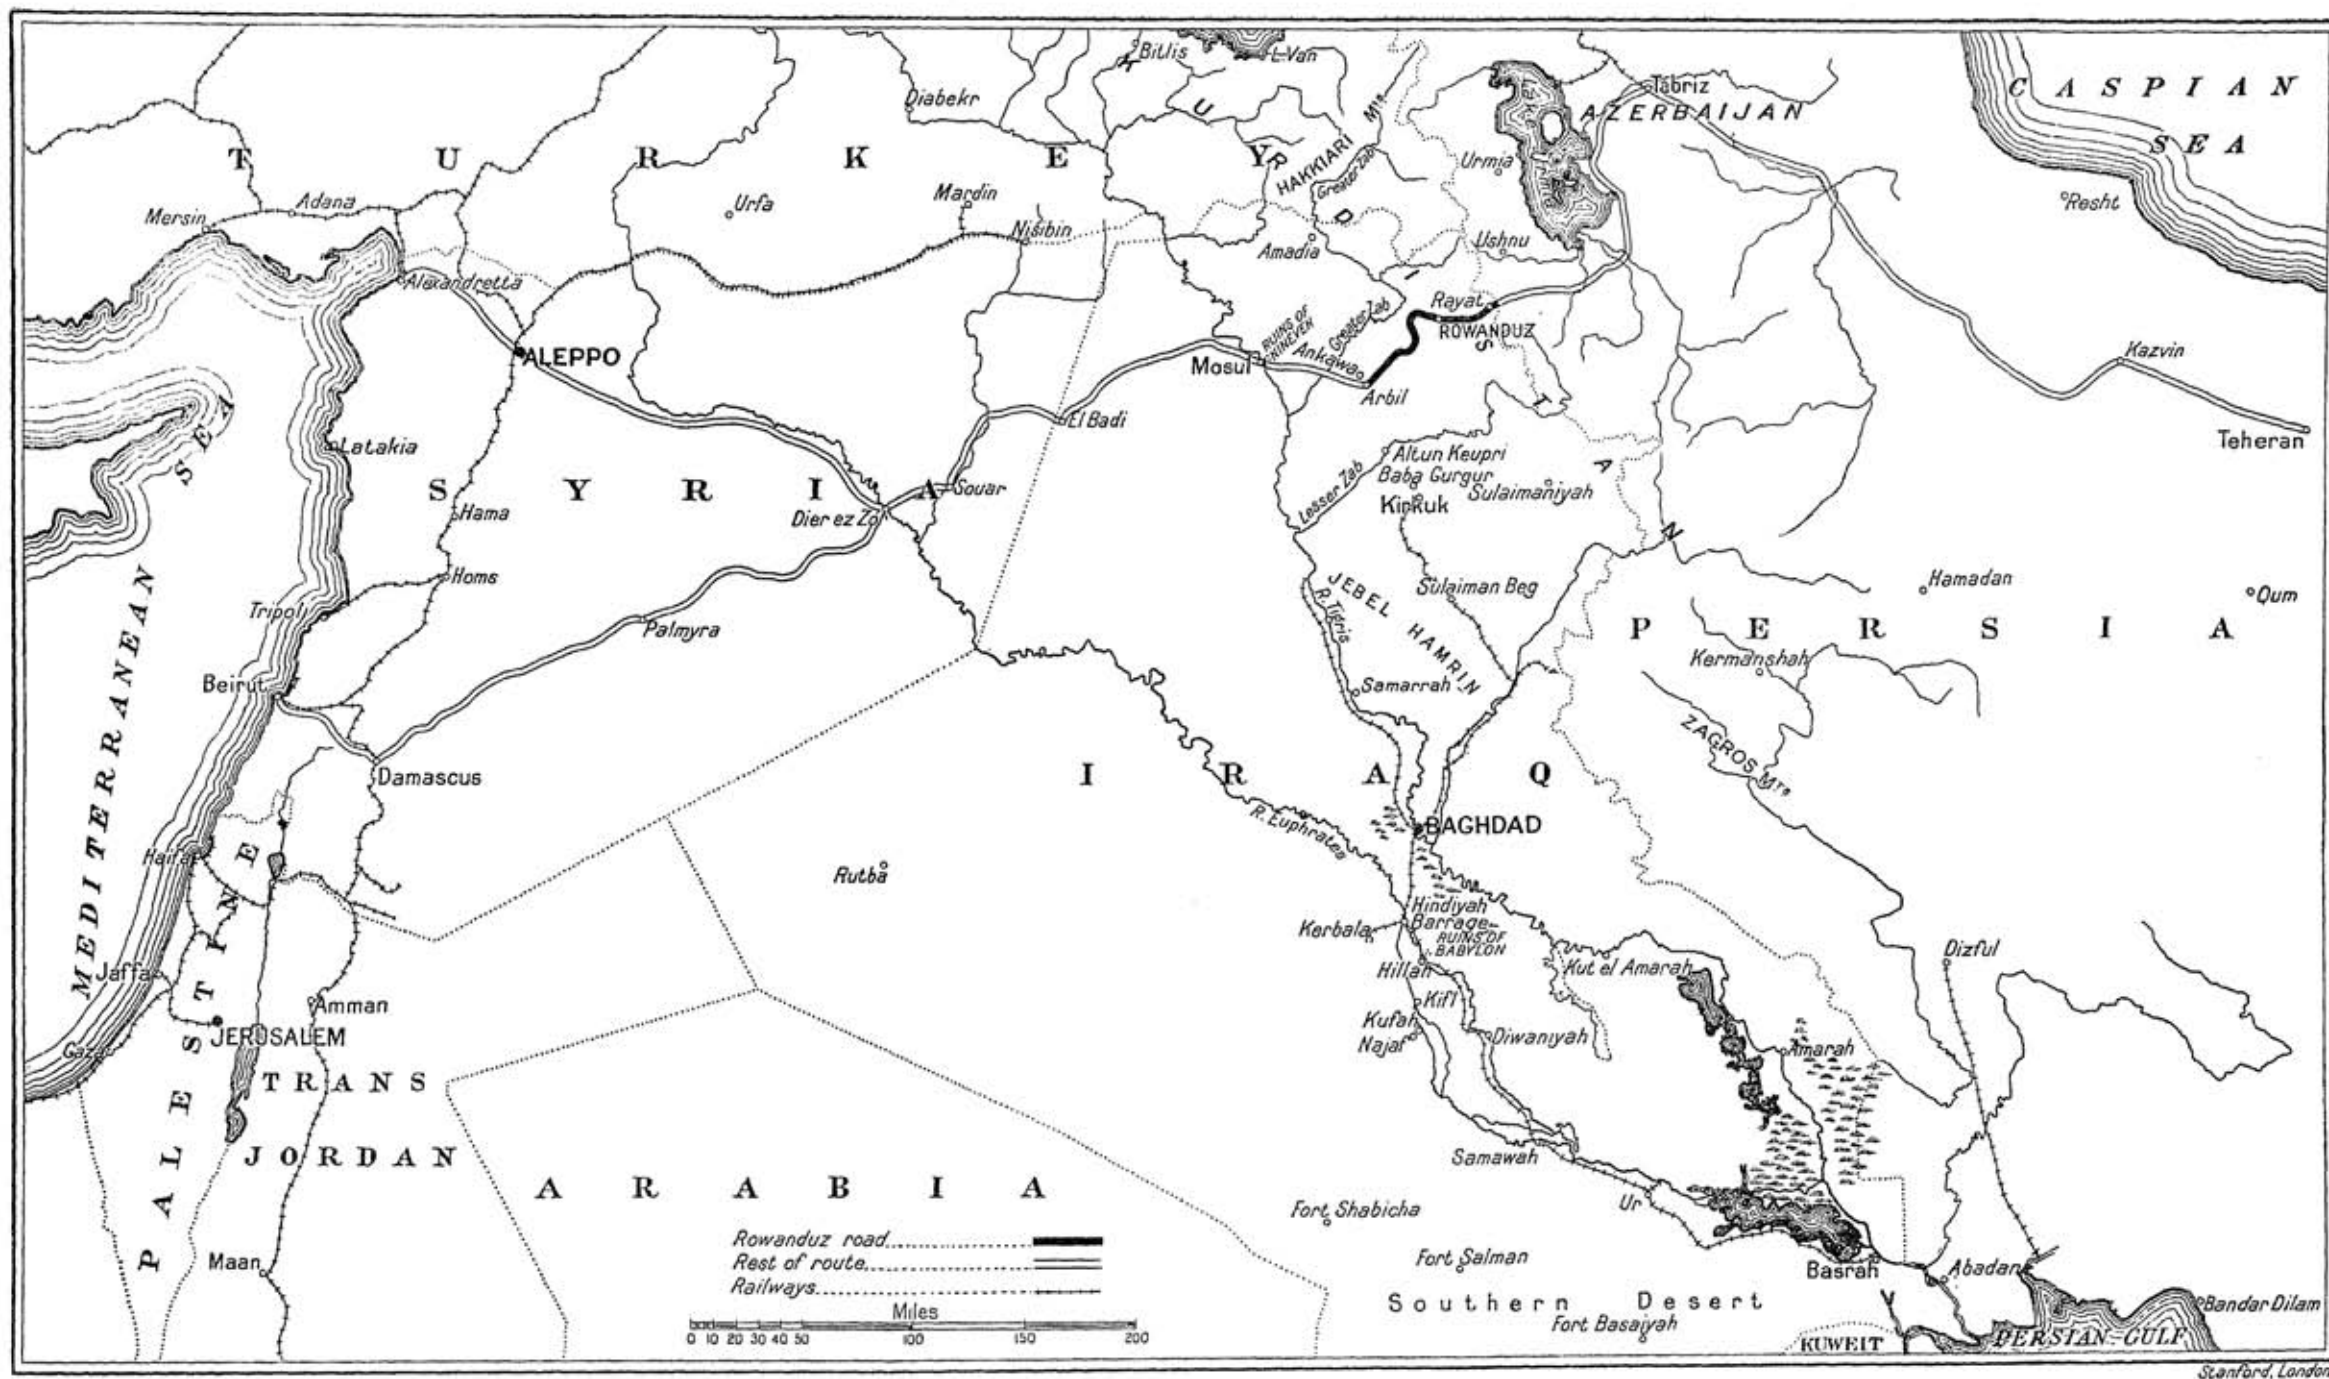 Bitlis
L. Van
Diabekr
Tabriz
AZERBAIJAN
CASPIAN
SEA
TURKEY
KURDISTAN
HAKKIARI Mts
Greater Zab
Urmia
Lake Urmia
Resht
Adana
Mersin
Urfa
Mardin
Nisibin
Amadia
Ushnu
Alexandretta
Rayat
ROWANDUZ
Greater Zab
RUINS OF
NINEVEH
Ankawa
Mosul
Arbil
ALEPPO
Kazvin
Teheran
El Badi
Latakia
SYRIA
Souar
Dier ez Zo
Hama
Altun Keupri
Baba Gurgur
Lesser Zab
Kirkuk
Sulaimaniyah
Homs
Hamadan
Qum
Tripoli
Palmyra
JEBEL HAMRIN
R. Tigris
Sulaiman Beg
PERSIA
Kermanshah
Beirut
Samarrah
ZAGROS Mts
MEDITERRANEAN SEA
Damascus
IRAQ
R. Euphrates
BAGHDAD
Haifa
Rutba
Hindiyah
Barrage
Kerbala
RUINS OF
BABYLON
Hillah
Kut el Amarah
Dizful
Jaffa
Amman
Kifl
Kufah
Najaf
Diwaniyah
Amarah
JERUSALEM
Gaza
PALESTINE
TRANS
JORDAN
Samawah
ARABIA
Ur
Fort Shabicha
Fort Salman
Maan
Basrah
Abadan
Southern Desert
Fort Basaiyah
Bandar Dilam
KUWEIT
PERSIAN-GULF
Rowanduz road
Rest of route
Railways
Miles
0 10 20 30 40 50 100 150 200
Stanford, London